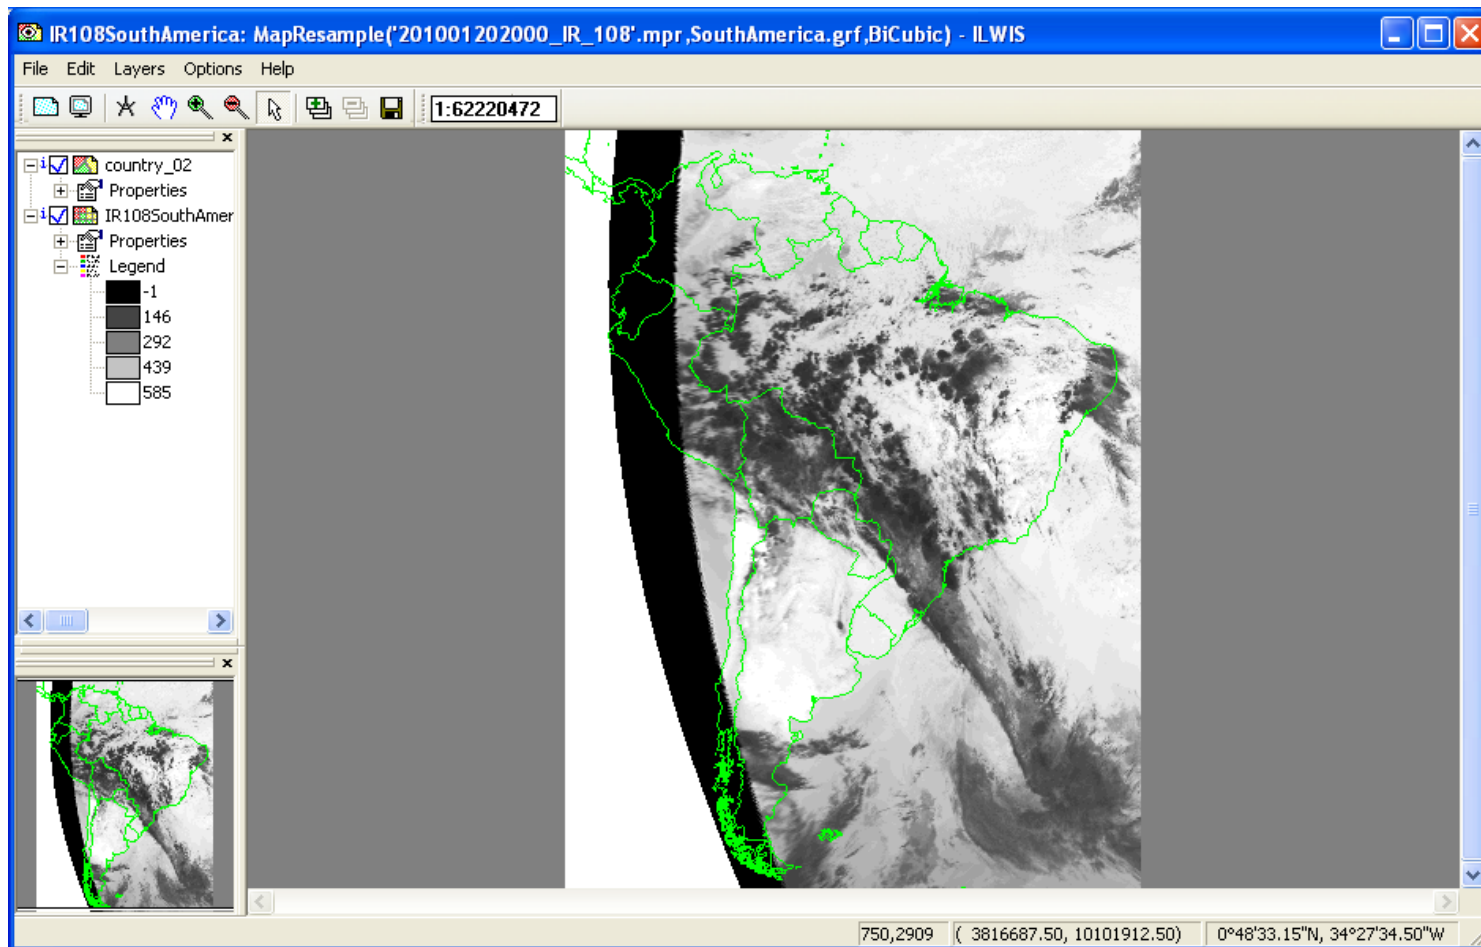 IR108SouthAmerica: MapResample('201001202000_IR_108'.mpr,SouthAmerica.grf,BiCubic) - ILWIS
File Edit Layers Options Help
1:62220472
country_02
Properties
IR108SouthAmer
Properties
Legend
-1
146
292
439
585
750,2909 ( 3816687.50, 10101912.50) 0°48'33.15"N, 34°27'34.50"W